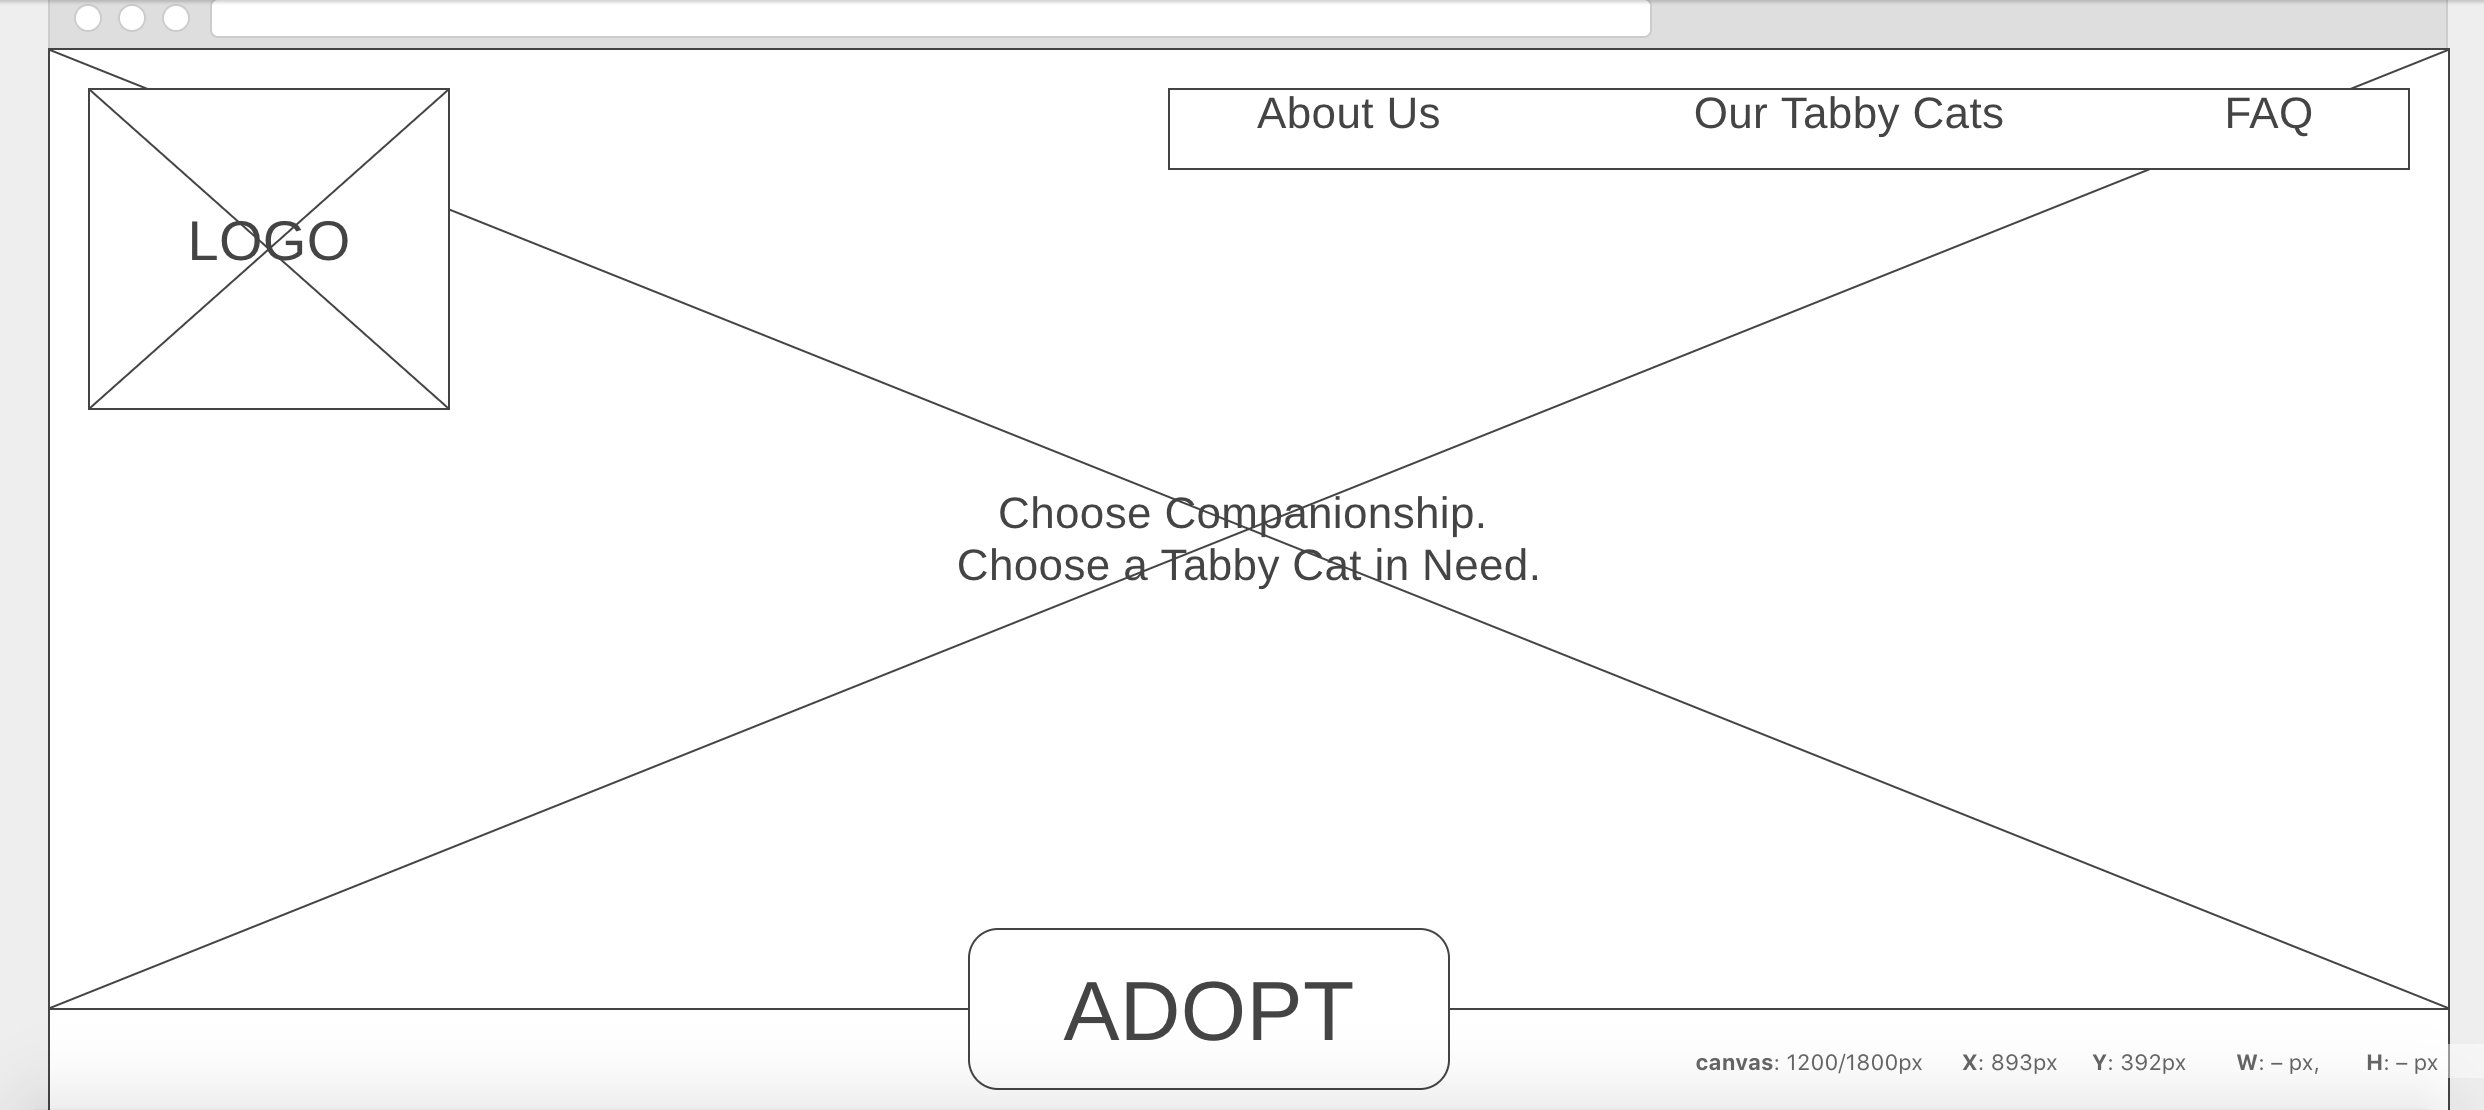 About Us Our Tabby Cats FAQ
LOGO
Choose Companionship.
Choose a Tabby Cat in Need.
ADOPT
canvas: 1200/1800px X: 893px Y: 392px W: – px, H: – px